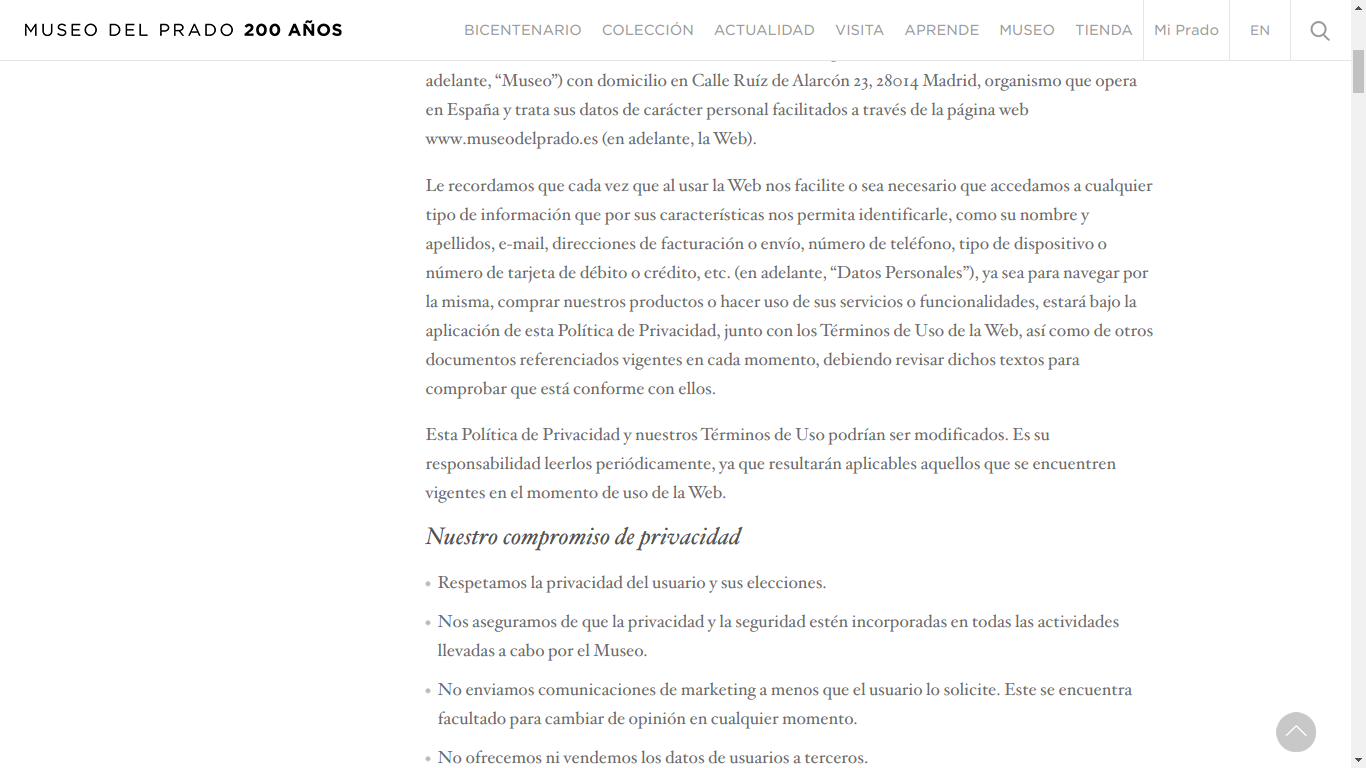 MUSEO DEL PRADO 200 AÑOS
BICENTENARIO COLECCIÓN ACTUALIDAD VISITA APRENDE MUSEO TIENDA Mi Prado EN
adelante, “Museo”) con domicilio en Calle Ruíz de Alarcón 23, 28014 Madrid, organismo que opera
en España y trata sus datos de carácter personal facilitados a través de la página web
www.museodelprado.es (en adelante, la Web).
Le recordamos que cada vez que al usar la Web nos facilite o sea necesario que accedamos a cualquier
tipo de información que por sus características nos permita identificarle, como su nombre y
apellidos, e-mail, direcciones de facturación o envío, número de teléfono, tipo de dispositivo o
número de tarjeta de débito o crédito, etc. (en adelante, “Datos Personales”), ya sea para navegar por
la misma, comprar nuestros productos o hacer uso de sus servicios o funcionalidades, estará bajo la
aplicación de esta Política de Privacidad, junto con los Términos de Uso de la Web, así como de otros
documentos referenciados vigentes en cada momento, debiendo revisar dichos textos para
comprobar que está conforme con ellos.
Esta Política de Privacidad y nuestros Términos de Uso podrían ser modificados. Es su
responsabilidad leerlos periódicamente, ya que resultarán aplicables aquellos que se encuentren
vigentes en el momento de uso de la Web.
Nuestro compromiso de privacidad
Respetamos la privacidad del usuario y sus elecciones.
Nos aseguramos de que la privacidad y la seguridad estén incorporadas en todas las actividades
llevadas a cabo por el Museo.
No enviamos comunicaciones de marketing a menos que el usuario lo solicite. Este se encuentra
facultado para cambiar de opinión en cualquier momento.
No ofrecemos ni vendemos los datos de usuarios a terceros.